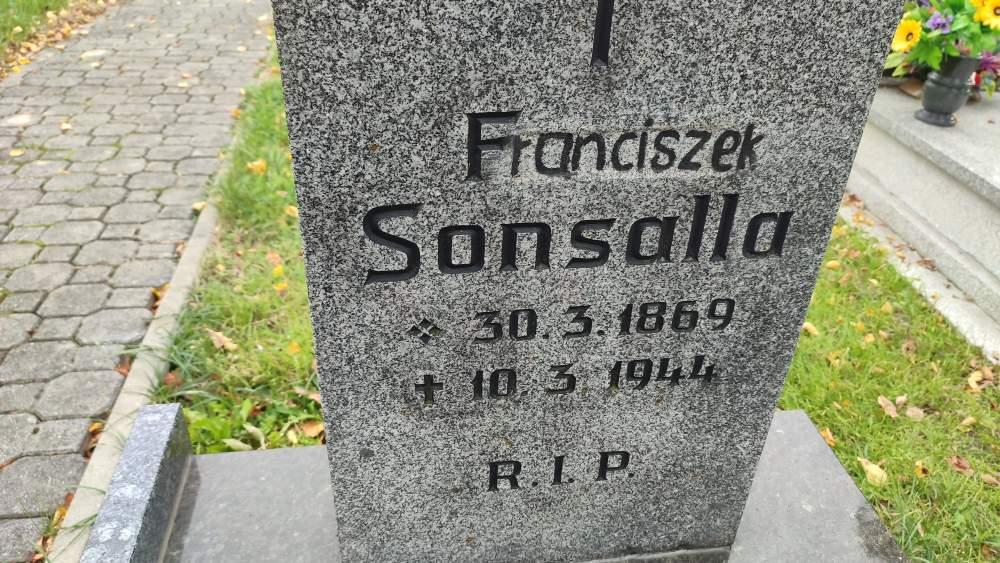 Franciszek
Sonsalla
30.3.1869
10.3.1944
R.I.P.